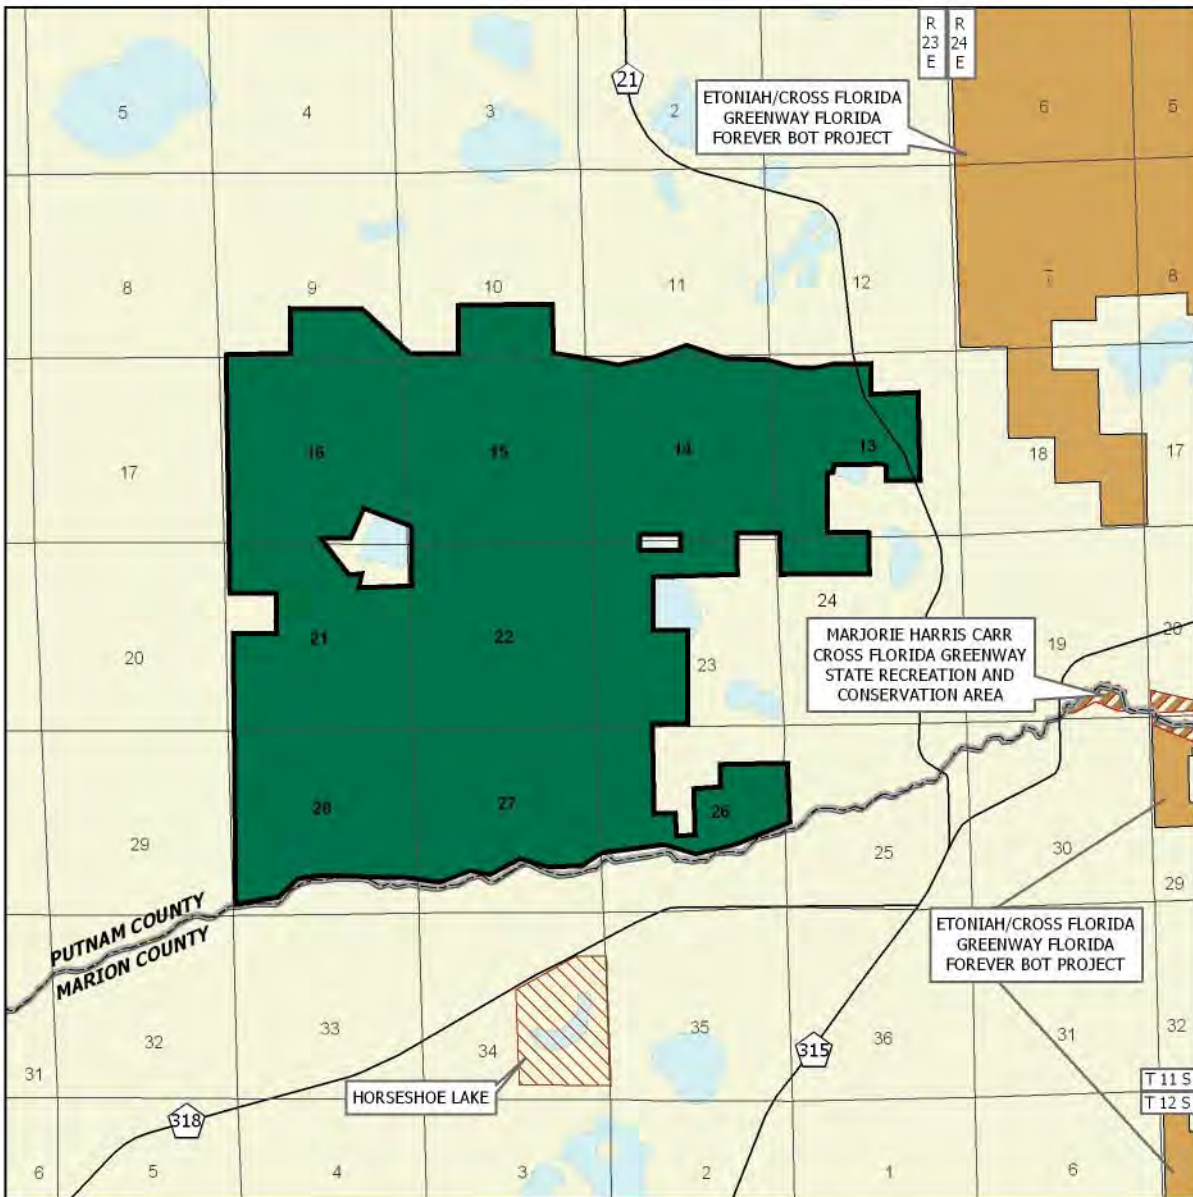 R
23
E
R
24
E
21
5
4
3
2
6
5
ETONIAH/CROSS FLORIDA
GREENWAY FLORIDA
FOREVER BOT PROJECT
8
9
10
11
12
7
8
17
16
15
14
13
18
17
20
21
22
23
24
19
20
MARJORIE HARRIS CARR
CROSS FLORIDA GREENWAY
STATE RECREATION AND
CONSERVATION AREA
29
28
27
26
25
30
29
PUTNAM COUNTY
MARION COUNTY
ETONIAH/CROSS FLORIDA
GREENWAY FLORIDA
FOREVER BOT PROJECT
31
32
33
34
35
36
31
32
315
HORSESHOE LAKE
318
T 11 S
T 12 S
6
5
4
3
2
1
6